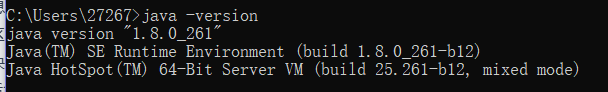 C:\Users\27267>java -version
java version "1.8.0_261"
Java(TM) SE Runtime Environment (build 1.8.0_261-b12)
Java HotSpot(TM) 64-Bit Server VM (build 25.261-b12, mixed mode)